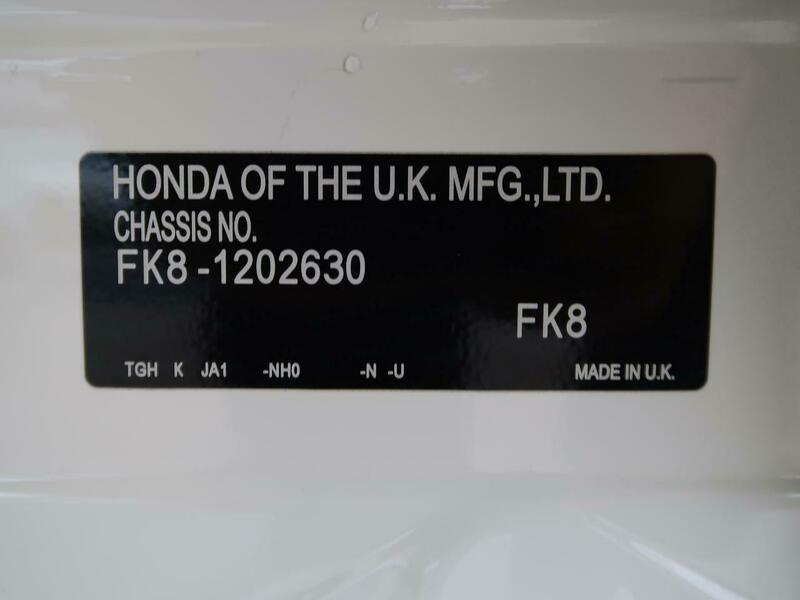 HONDA OF THE U.K. MFG.,LTD.
CHASSIS NO.
FK8 -1202630
FK8
TGH K JA1 -NH0 -N -U MADE IN U.K.